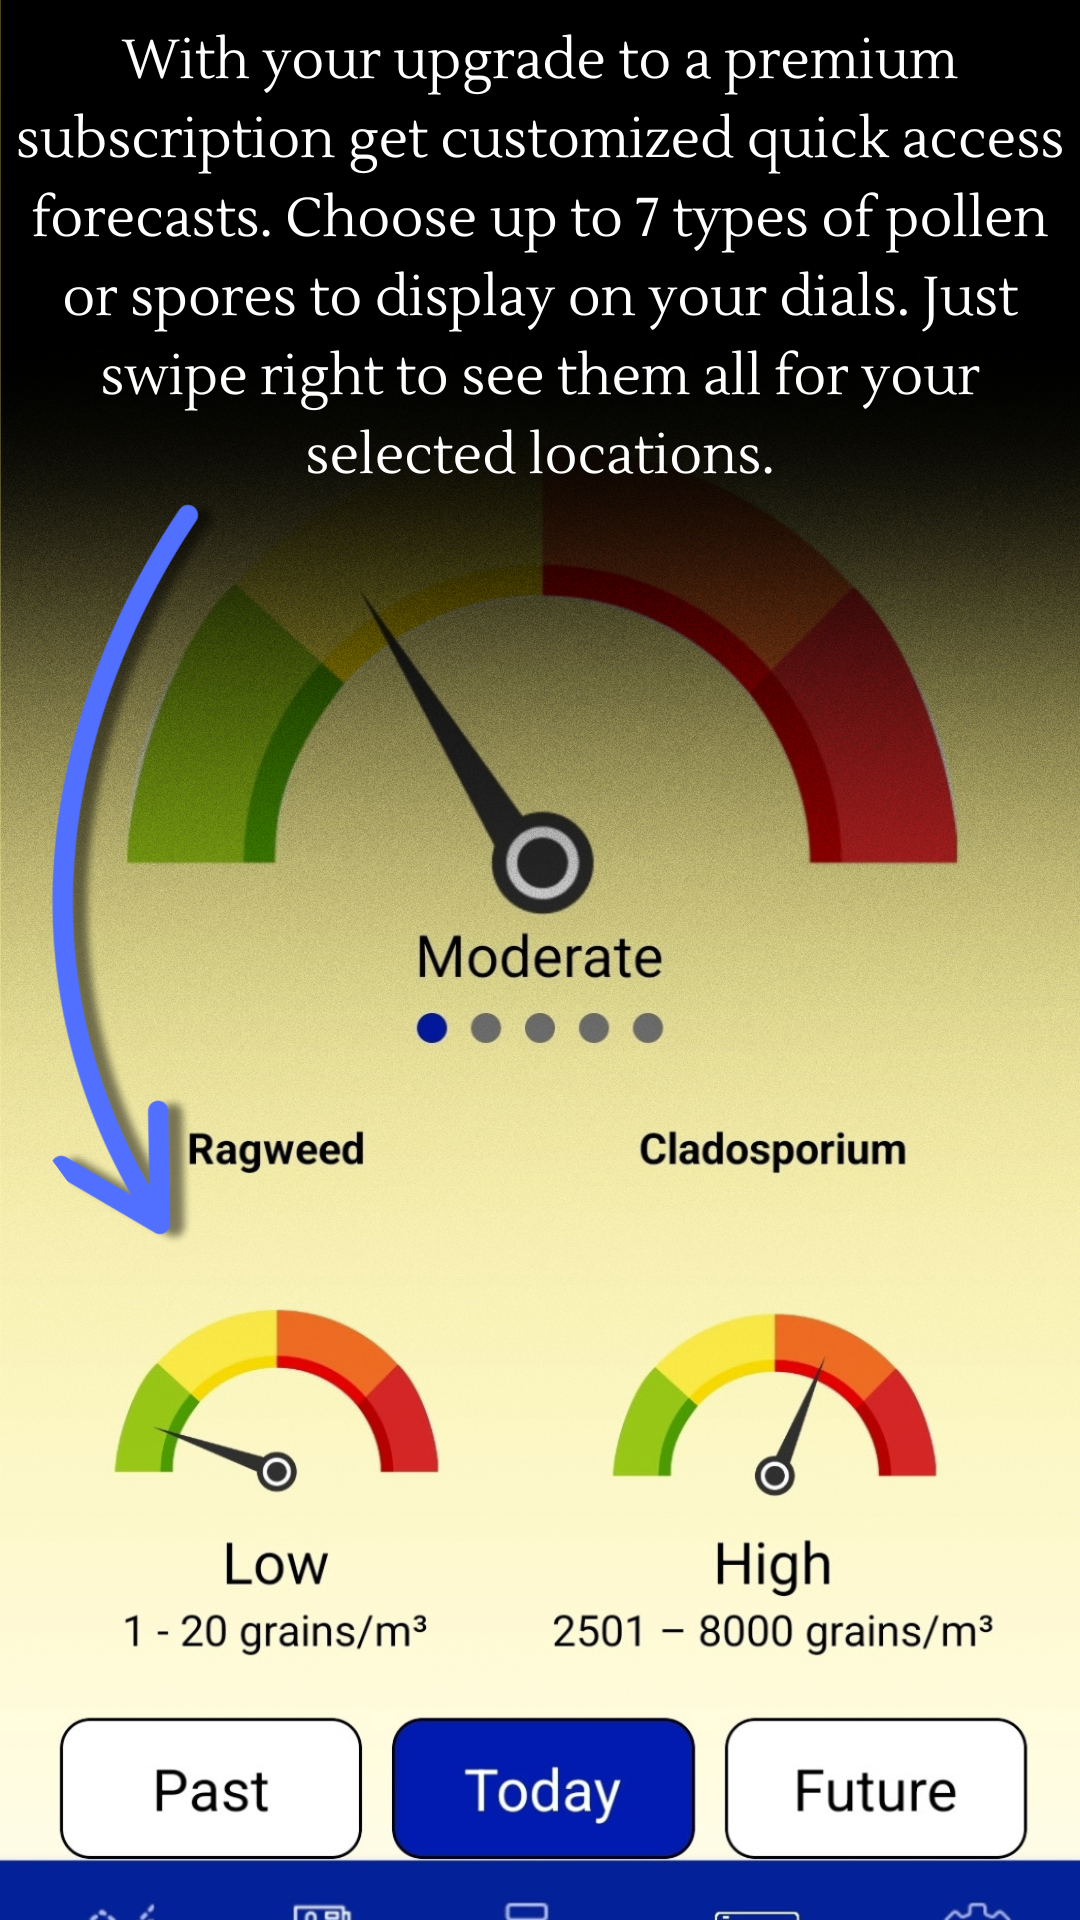 With your upgrade to a premium
subscription get customized quick access
forecasts. Choose up to 7 types of pollen
or spores to display on your dials. Just
swipe right to see them all for your
selected locations.
Moderate
Ragweed
Cladosporium
Low
High
1 - 20 grains/m³
2501 – 8000 grains/m³
Past
Today
Future